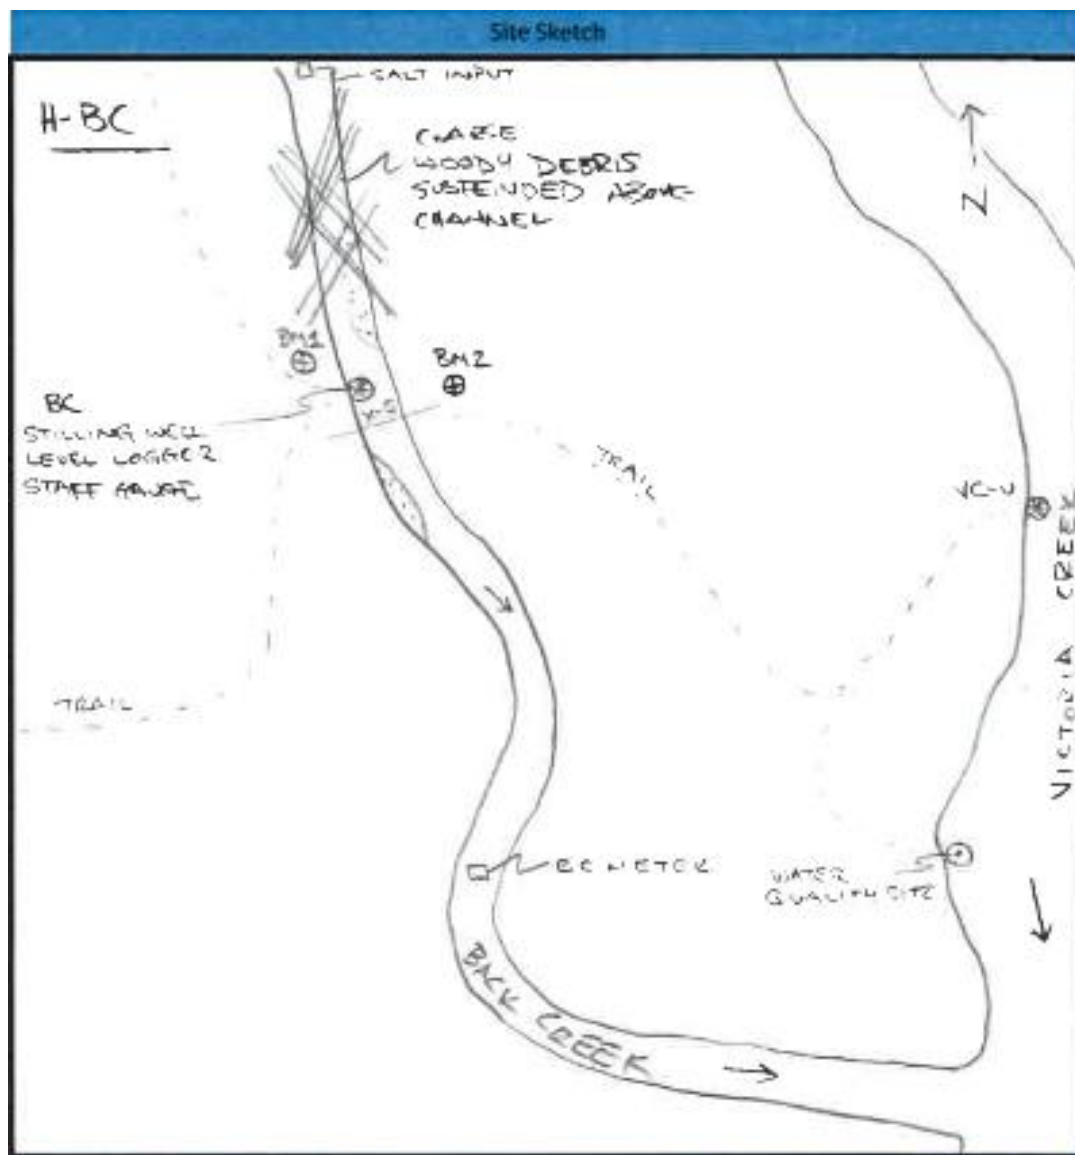 Site Sketch
SALT INPUT
H-BC
WOODY DEBRIS
SUSPENDED ABOVE
CHANNEL
N
BM1
BM2
BC
STILLING WELL
LEVEL LOGGER
STAFF GAUGE
X-S
TRAIL
VC-U
VICTORIA CREEK
TRAIL
EC METER
WATER
QUALITY SITE
BACK CREEK